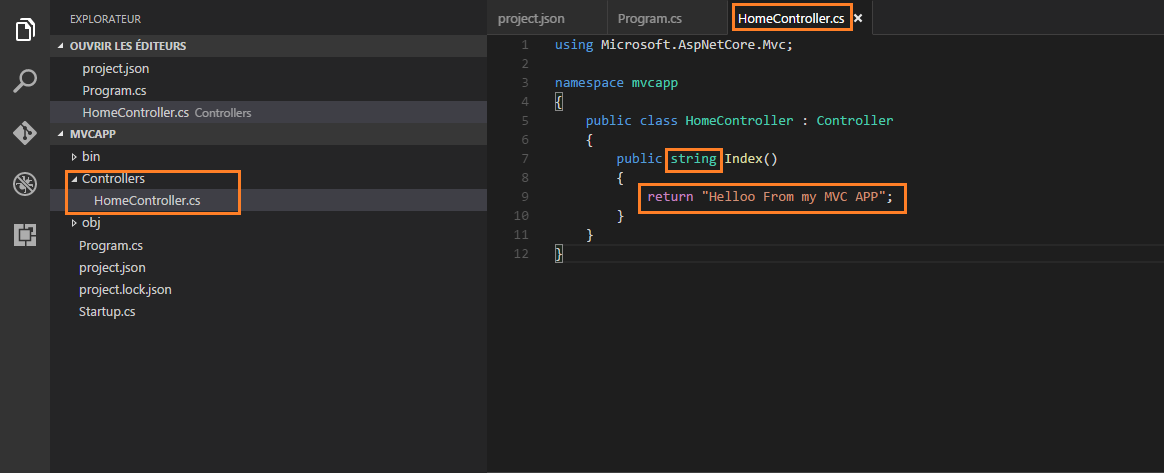 EXPLORATEUR
OUVRIR LES ÉDITEURS
project.json
Program.cs
HomeController.cs Controllers
MVCAPP
bin
Controllers
HomeController.cs
obj
Program.cs
project.json
project.lock.json
Startup.cs
project.json Program.cs HomeController.cs
1 using Microsoft.AspNetCore.Mvc;
2
3 namespace mvcapp
4 {
5 public class HomeController : Controller
6 {
7 public string Index()
8 {
9 return "Helloo From my MVC APP";
10 }
11 }
12 }